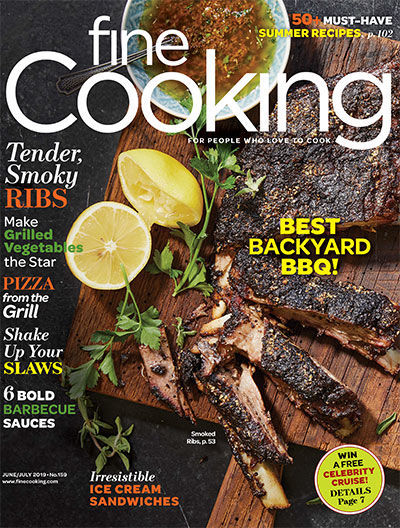 50+ MUST-HAVE
SUMMER RECIPES, p. 102
fine
Cooking
FOR PEOPLE WHO LOVE TO COOK
Tender,
Smoky
RIBS
Make
Grilled
Vegetables
the Star
PIZZA
from the
Grill
Shake
Up Your
SLAWS
6 BOLD
BARBECUE
SAUCES
BEST
BACKYARD
BBQ!
Smoked
Ribs, p. 53
JUNE/JULY 2019 • No. 159
www.finecooking.com
Irresistible
ICE CREAM
SANDWICHES
WIN
A FREE
CELEBRITY
CRUISE!
DETAILS
Page 7